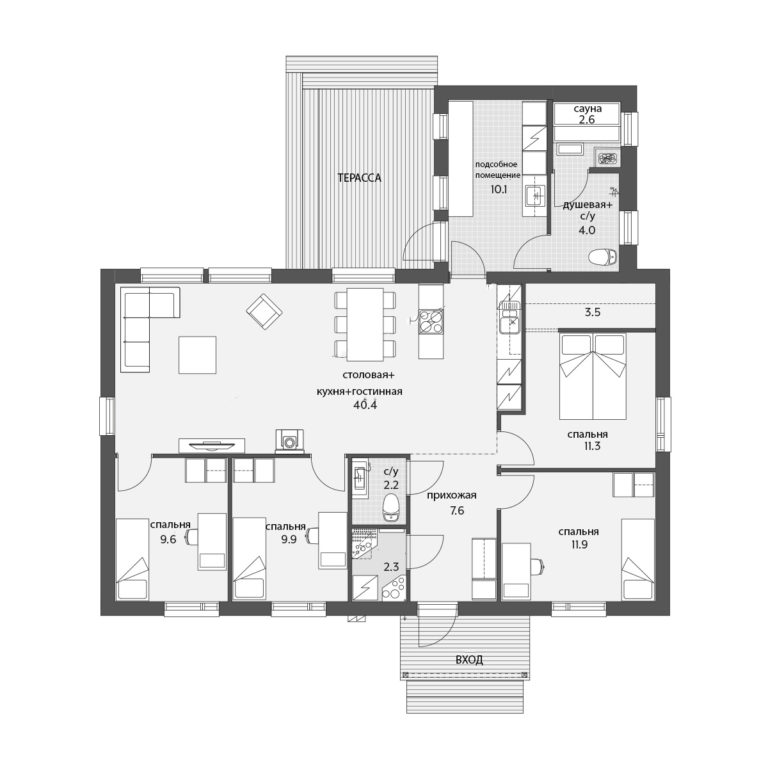 сауна
2.6
подсобное
помещение
10.1
ТЕРАССА
душевая+
с/у
4.0
3.5
столовая+
кухня+гостинная
40.4
спальня
11.3
с/у
2.2
прихожая
7.6
спальня
9.6
спальня
9.9
спальня
11.9
2.3
ВХОД